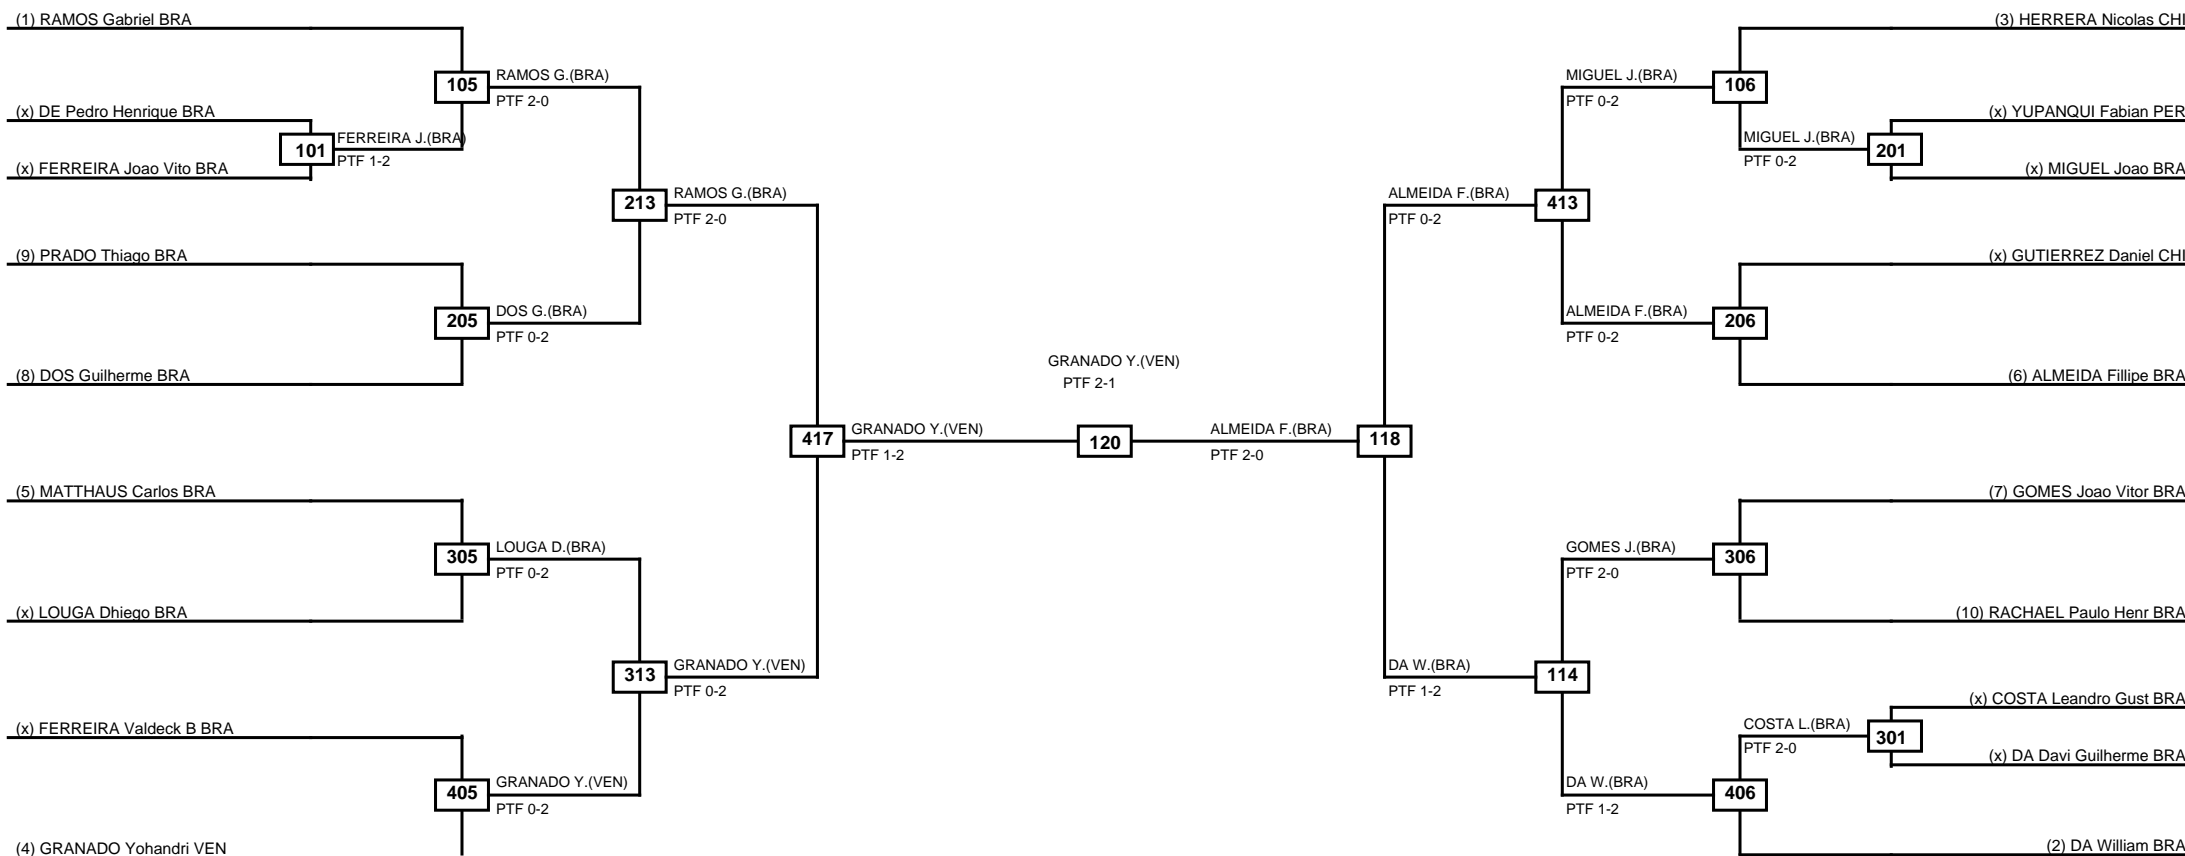 (1) RAMOS Gabriel BRA
(3) HERRERA Nicolas CHI
105
RAMOS G.(BRA)
PTF 2-0
MIGUEL J.(BRA)
PTF 0-2
106
(x) DE Pedro Henrique BRA
(x) YUPANQUI Fabian PER
101
FERREIRA J.(BRA)
PTF 1-2
MIGUEL J.(BRA)
PTF 0-2
201
(x) FERREIRA Joao Vito BRA
(x) MIGUEL Joao BRA
213
RAMOS G.(BRA)
PTF 2-0
ALMEIDA F.(BRA)
PTF 0-2
413
(9) PRADO Thiago BRA
(x) GUTIERREZ Daniel CHI
205
DOS G.(BRA)
PTF 0-2
ALMEIDA F.(BRA)
PTF 0-2
206
(8) DOS Guilherme BRA
(6) ALMEIDA Fillipe BRA
GRANADO Y.(VEN)
PTF 2-1
417
GRANADO Y.(VEN)
PTF 1-2
120
ALMEIDA F.(BRA)
PTF 2-0
118
(5) MATTHAUS Carlos BRA
(7) GOMES Joao Vitor BRA
305
LOUGA D.(BRA)
PTF 0-2
GOMES J.(BRA)
PTF 2-0
306
(x) LOUGA Dhiego BRA
(10) RACHAEL Paulo Henr BRA
313
GRANADO Y.(VEN)
PTF 0-2
DA W.(BRA)
PTF 1-2
114
(x) FERREIRA Valdeck B BRA
(x) COSTA Leandro Gust BRA
COSTA L.(BRA)
PTF 2-0
301
(x) DA Davi Guilherme BRA
405
GRANADO Y.(VEN)
PTF 0-2
DA W.(BRA)
PTF 1-2
406
(4) GRANADO Yohandri VEN
(2) DA William BRA